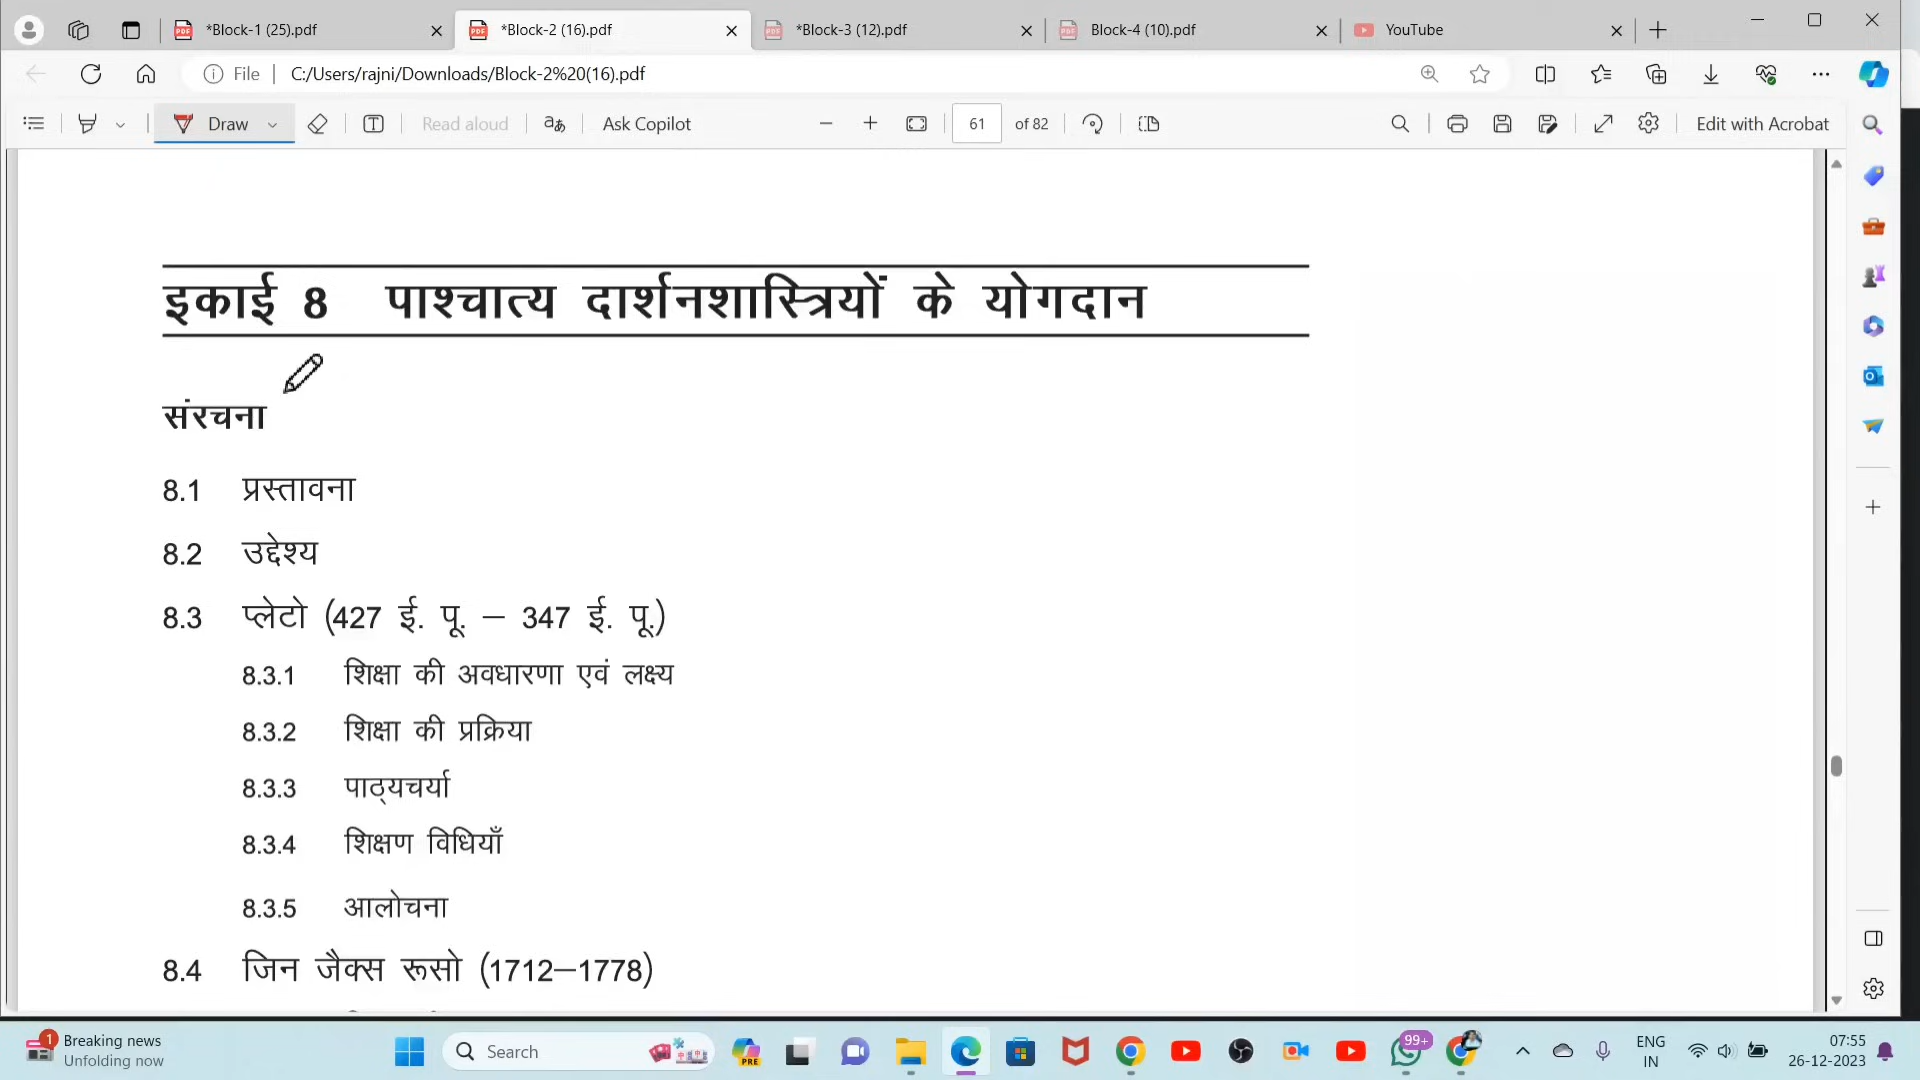 *Block-1 (25).pdf
*Block-2 (16).pdf
*Block-3 (12).pdf
Block-4 (10).pdf
YouTube
File
C:/Users/rajni/Downloads/Block-2%20(16).pdf
Draw
Read aloud
Ask Copilot
61 of 82
Edit with Acrobat
इकाई 8 पाश्चात्य दार्शनशास्त्रियों के योगदान
संरचना
8.1 प्रस्तावना
8.2 उद्देश्य
8.3 प्लेटो (427 ई. पू. – 347 ई. पू.)
8.3.1 शिक्षा की अवधारणा एवं लक्ष्य
8.3.2 शिक्षा की प्रक्रिया
8.3.3 पाठ्यचर्या
8.3.4 शिक्षण विधियाँ
8.3.5 आलोचना
8.4 जिन जैक्स रूसो (1712–1778)
1
Breaking news
Unfolding now
Search
PRE
99+
ENG
IN
07:55
26-12-2023